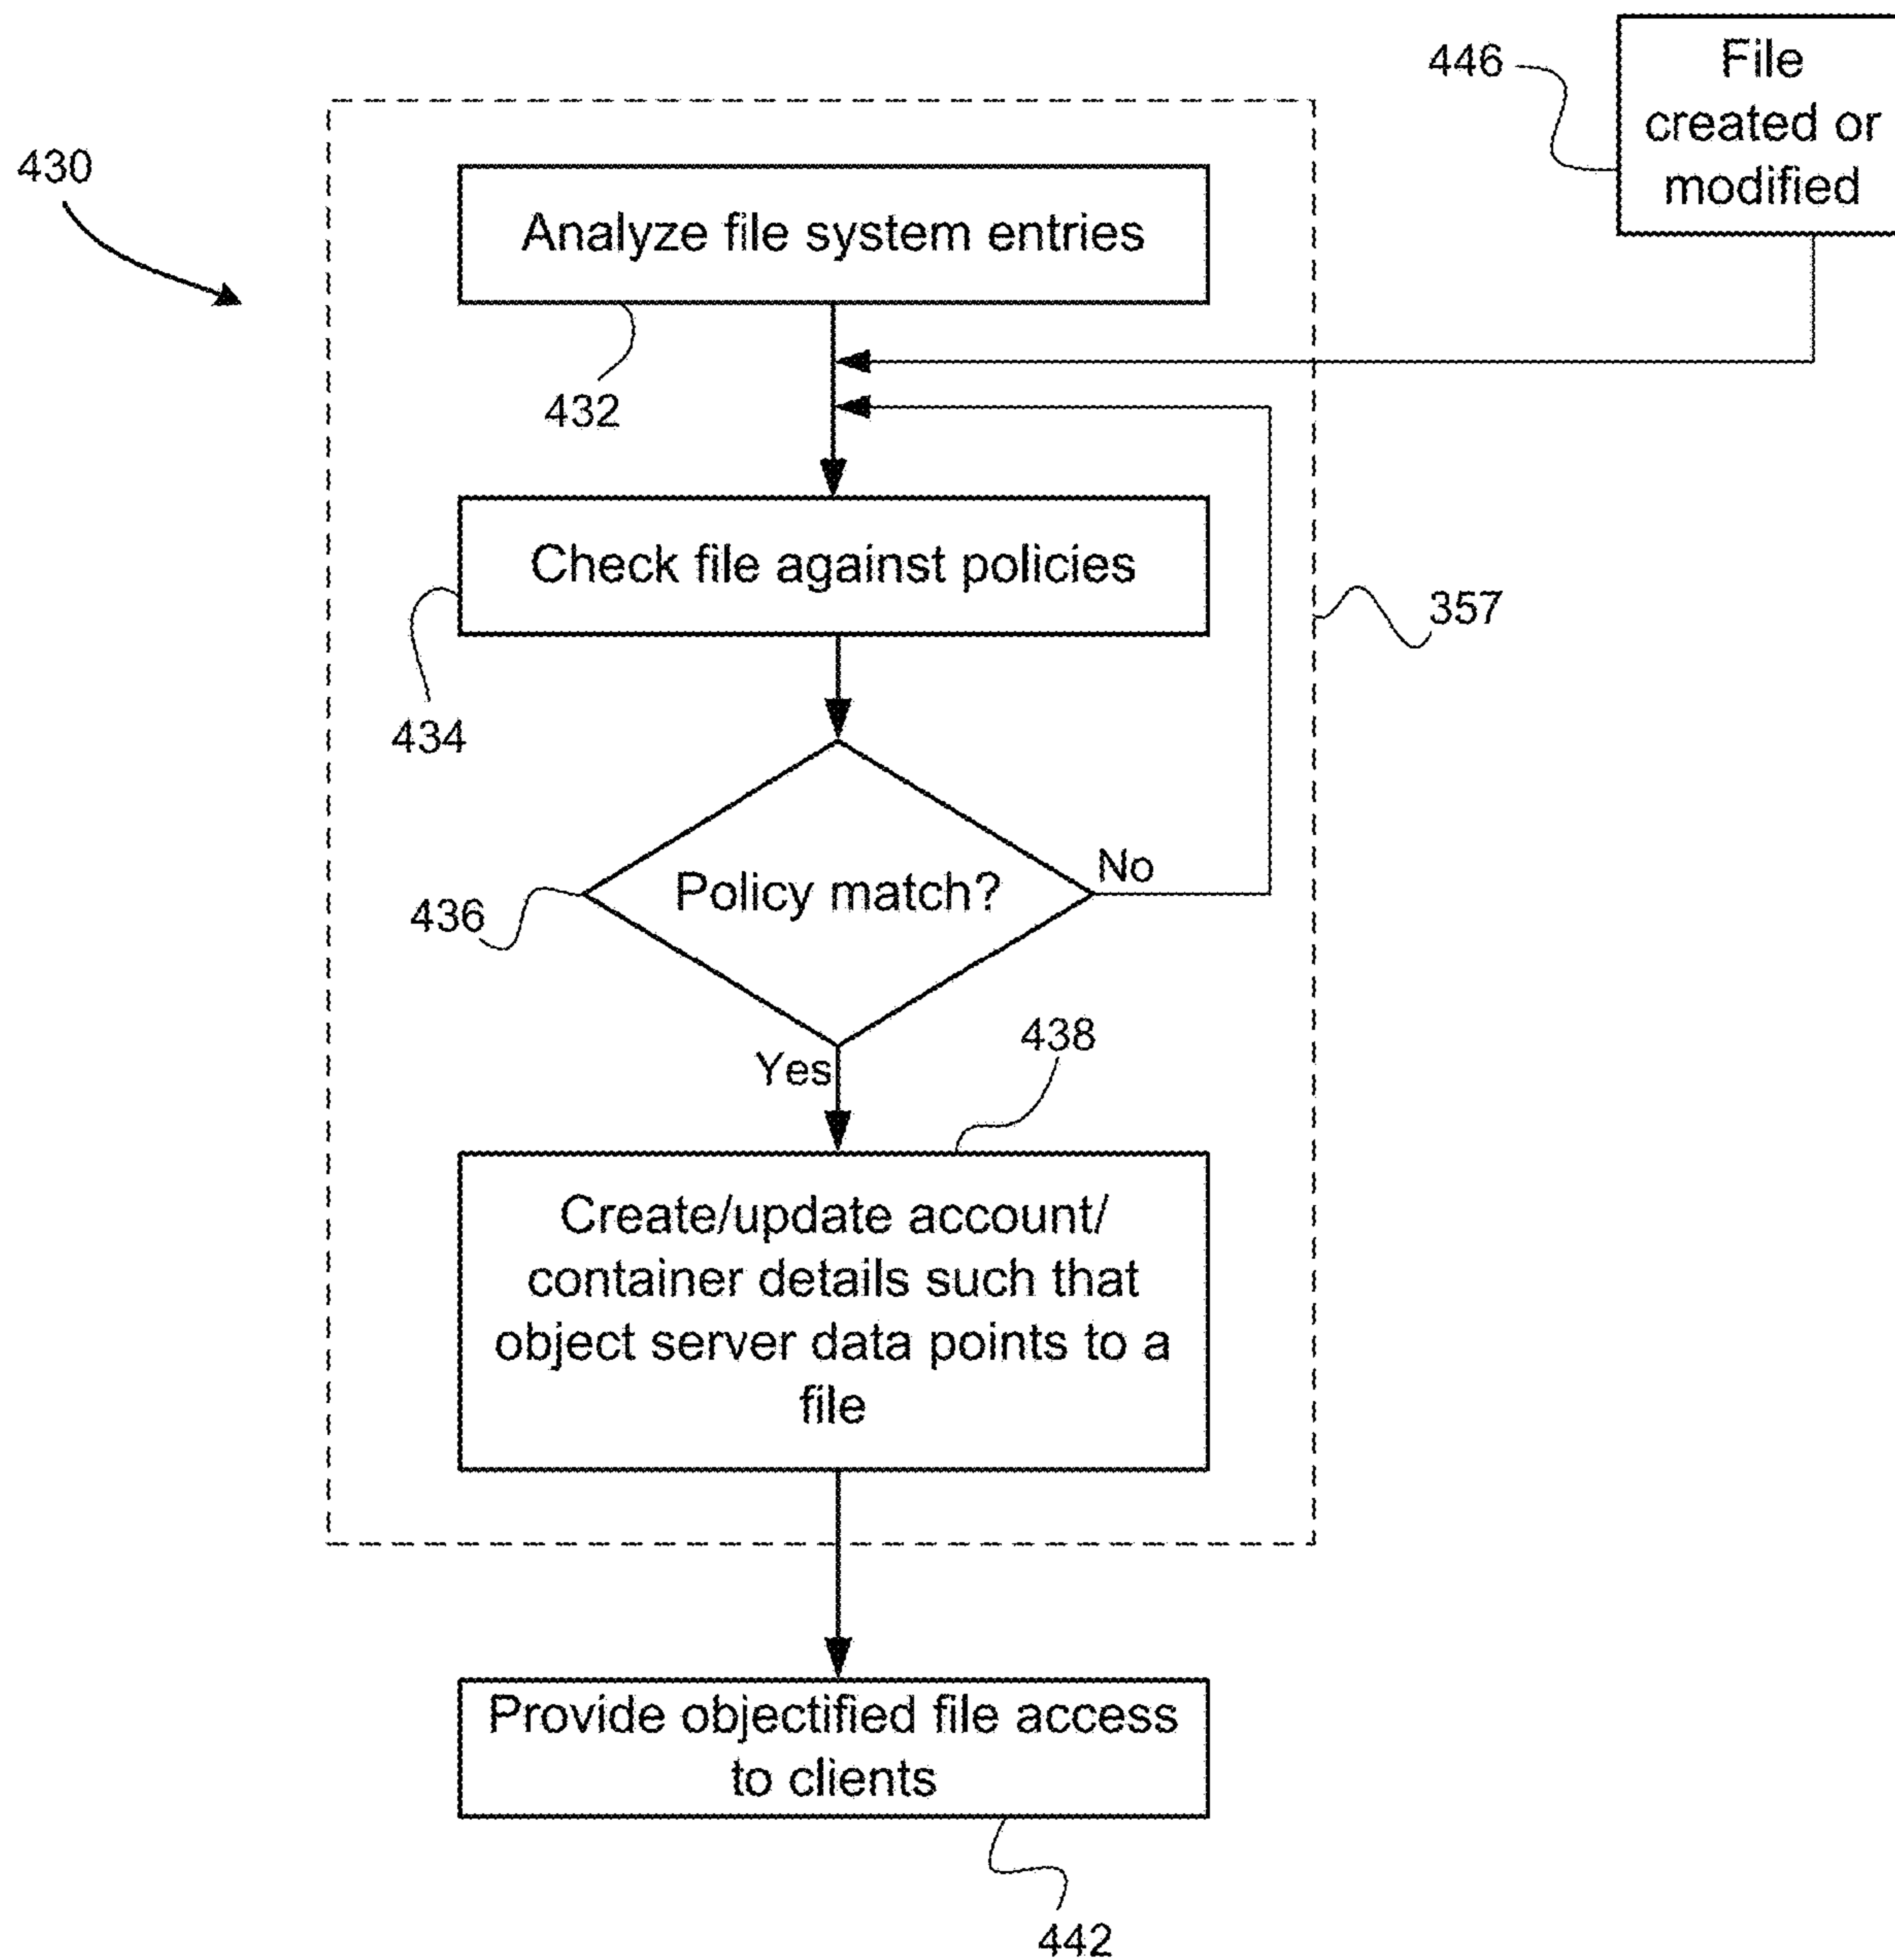 446
File
created or
modified
430
Analyze file system entries
432
Check file against policies
357
434
Policy match?
No
436
438
Yes
Create/update account/
container details such that
object server data points to a
file
Provide objectified file access
to clients
442